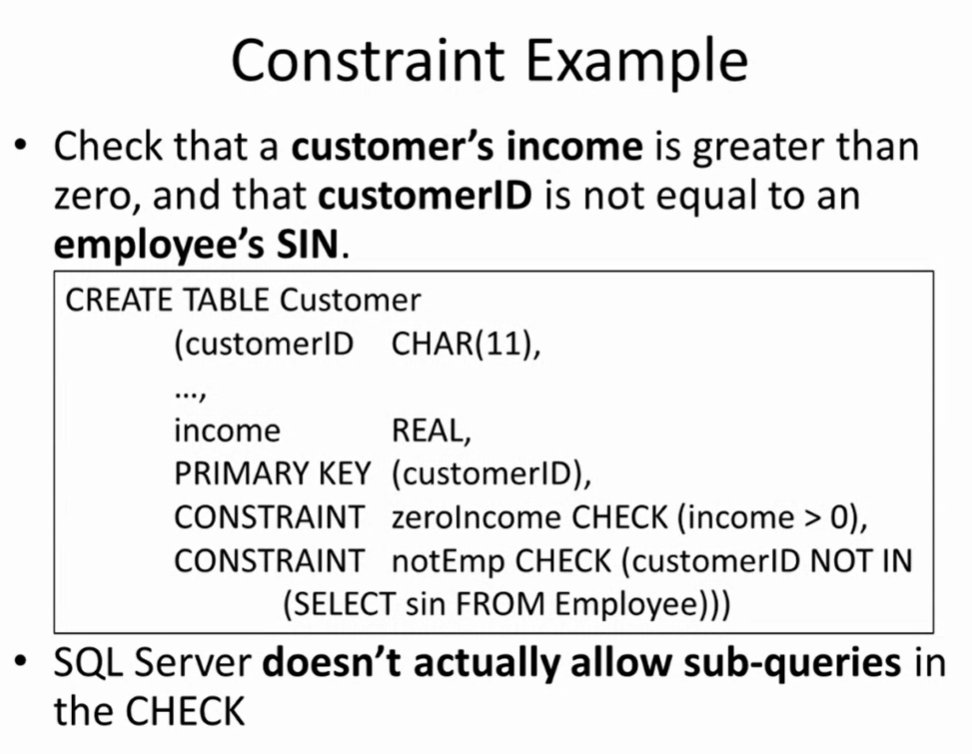 Constraint Example
• Check that a customer’s income is greater than
zero, and that customerID is not equal to an
employee’s SIN.
CREATE TABLE Customer
(customerID CHAR(11),
…,
income REAL,
PRIMARY KEY (customerID),
CONSTRAINT zeroIncome CHECK (income > 0),
CONSTRAINT notEmp CHECK (customerID NOT IN
(SELECT sin FROM Employee)))
• SQL Server doesn’t actually allow sub-queries in
the CHECK